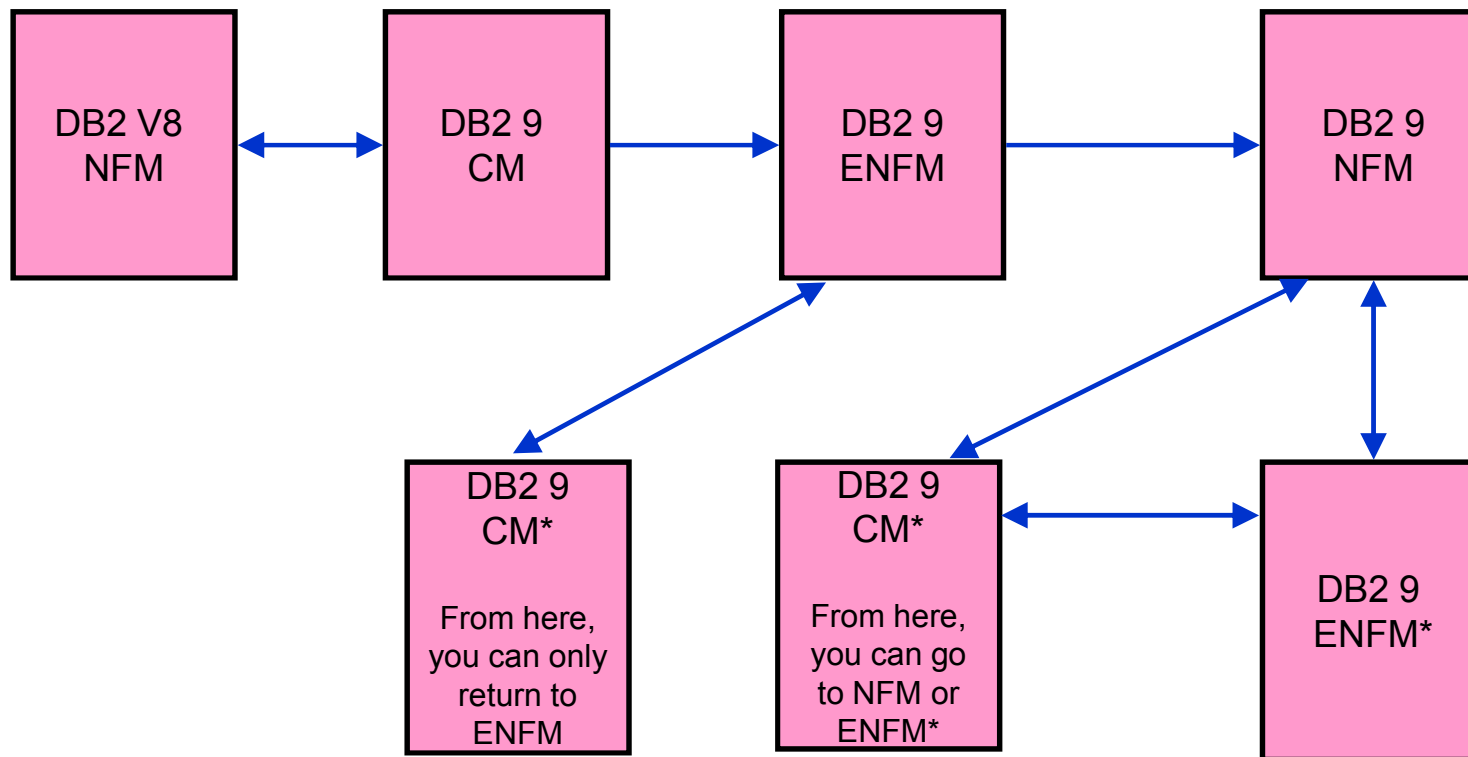 DB2 V8
NFM
DB2 9
CM
DB2 9
ENFM
DB2 9
NFM
DB2 9
CM*
From here,
you can only
return to
ENFM
DB2 9
CM*
From here,
you can go
to NFM or
ENFM*
DB2 9
ENFM*